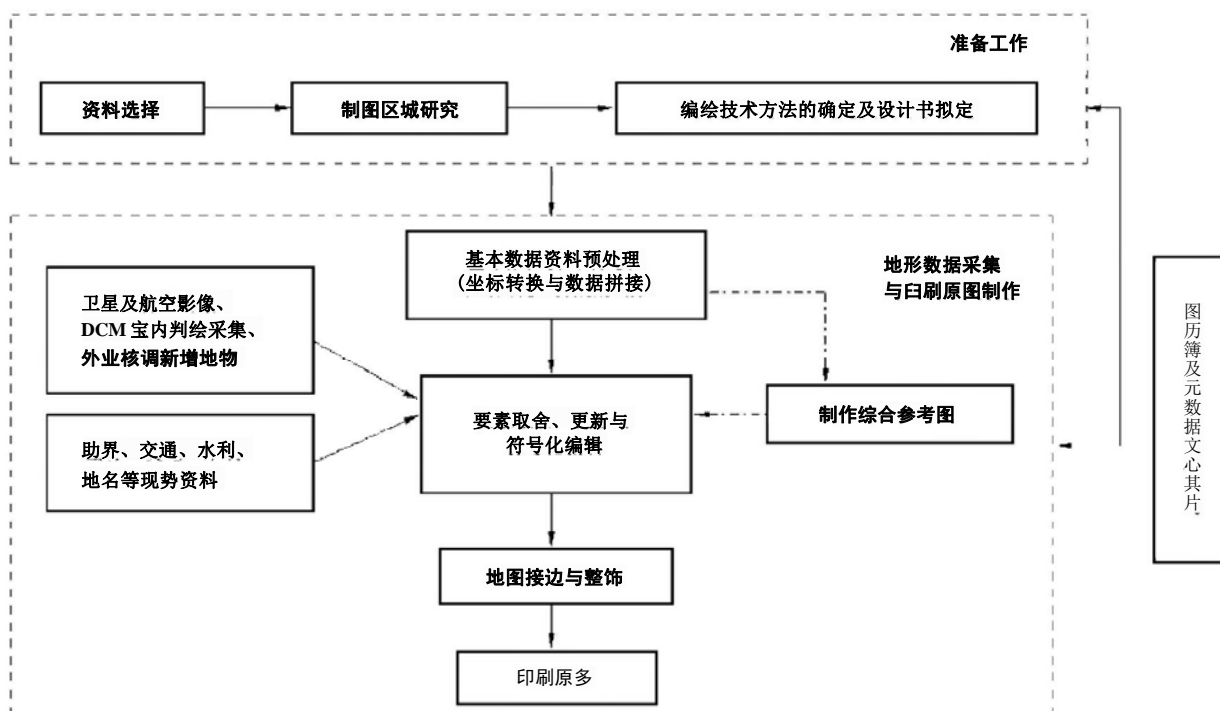 准备工作
资料选择
制图区城研究
编绘技术方法的确定及设计书拟定
基本数据资料预处理
(坐标转换与数据拼接)
地形数据采集
与臼刷原图制作
卫星及航空影像、
DCM 宝内判绘采集、
外业核调新增地物
要素取舍、更新与
符号化编辑
制作综合参考图
助界、交通、水利、
地名等现势资料
地图接边与整饰
印刷原多
图历簿及元数据文心其片